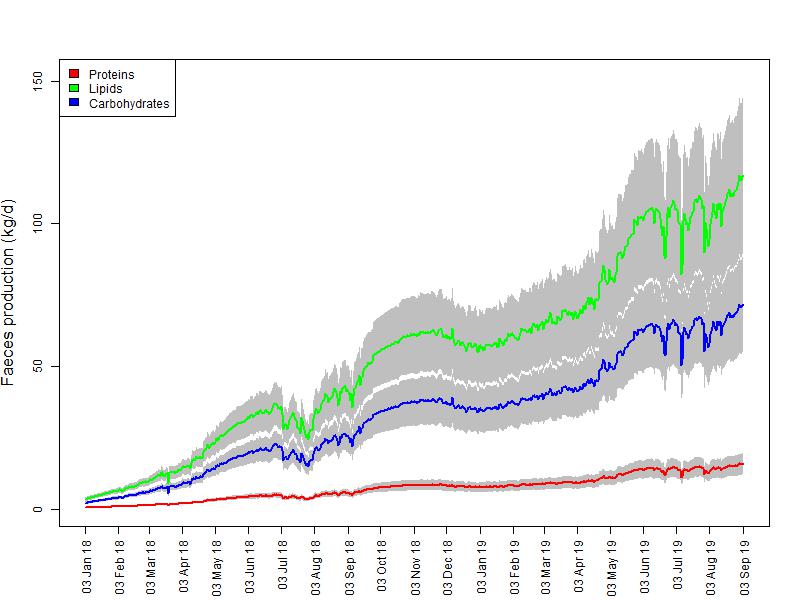 Proteins
Lipids
Carbohydrates
Faeces production (kg/d)
150
100
50
0
03 Jan 18
03 Feb 18
03 Mar 18
03 Apr 18
03 May 18
03 Jun 18
03 Jul 18
03 Aug 18
03 Sep 18
03 Oct 18
03 Nov 18
03 Dec 18
03 Jan 19
03 Feb 19
03 Mar 19
03 Apr 19
03 May 19
03 Jun 19
03 Jul 19
03 Aug 19
03 Sep 19